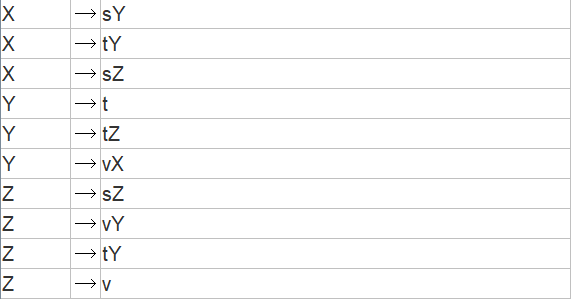 X → sY
X → tY
X → sZ
Y → t
Y → tZ
Y → vX
Z → sZ
Z → vY
Z → tY
Z → v